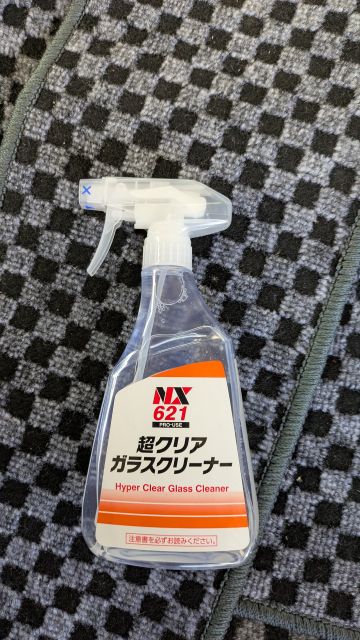 ×
NX
621
PRO-USE
超クリア
ガラスクリーナー
Hyper Clear Glass Cleaner
注意書を必ずお読みください。